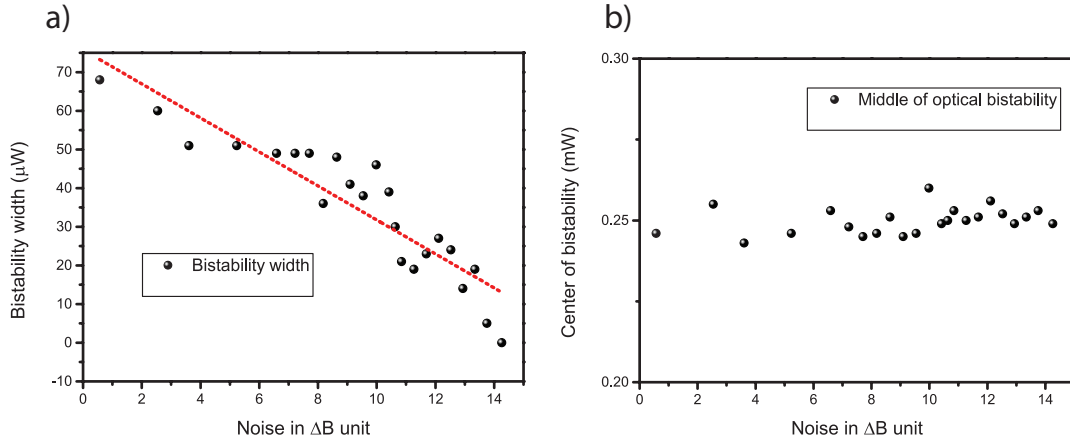 a)
70
60
50
40
30
20
10
0
-10
Bistability width (μW)
Bistability width
0 2 4 6 8 10 12 14
Noise in ΔB unit
b)
0.30
0.25
0.20
Center of bistability (mW)
Middle of optical bistability
0 2 4 6 8 10 12 14
Noise in ΔB unit